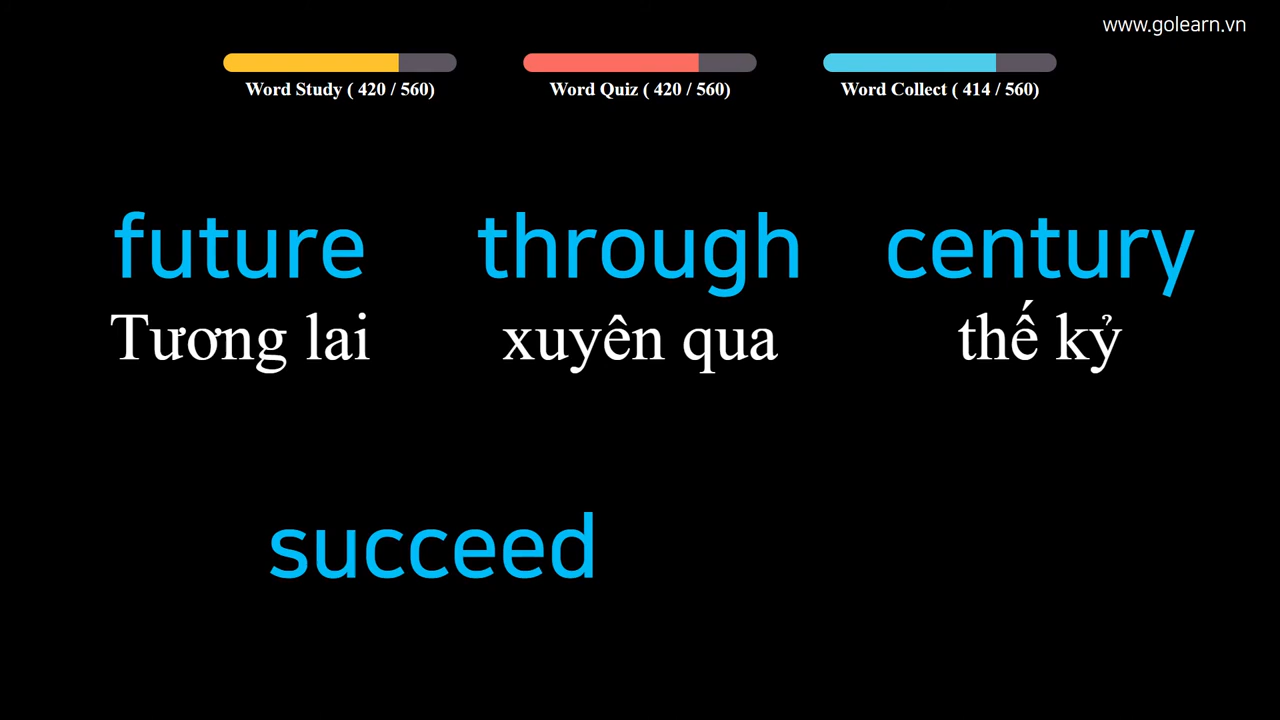 www.golearn.vn
Word Study ( 420 / 560)
Word Quiz ( 420 / 560)
Word Collect ( 414 / 560)
future
through
century
Tương lai
xuyên qua
thế kỷ
succeed